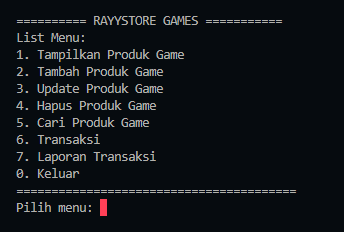 ========== RAYYSTORE GAMES ===========
List Menu:
1. Tampilkan Produk Game
2. Tambah Produk Game
3. Update Produk Game
4. Hapus Produk Game
5. Cari Produk Game
6. Transaksi
7. Laporan Transaksi
0. Keluar
========================================
Pilih menu: